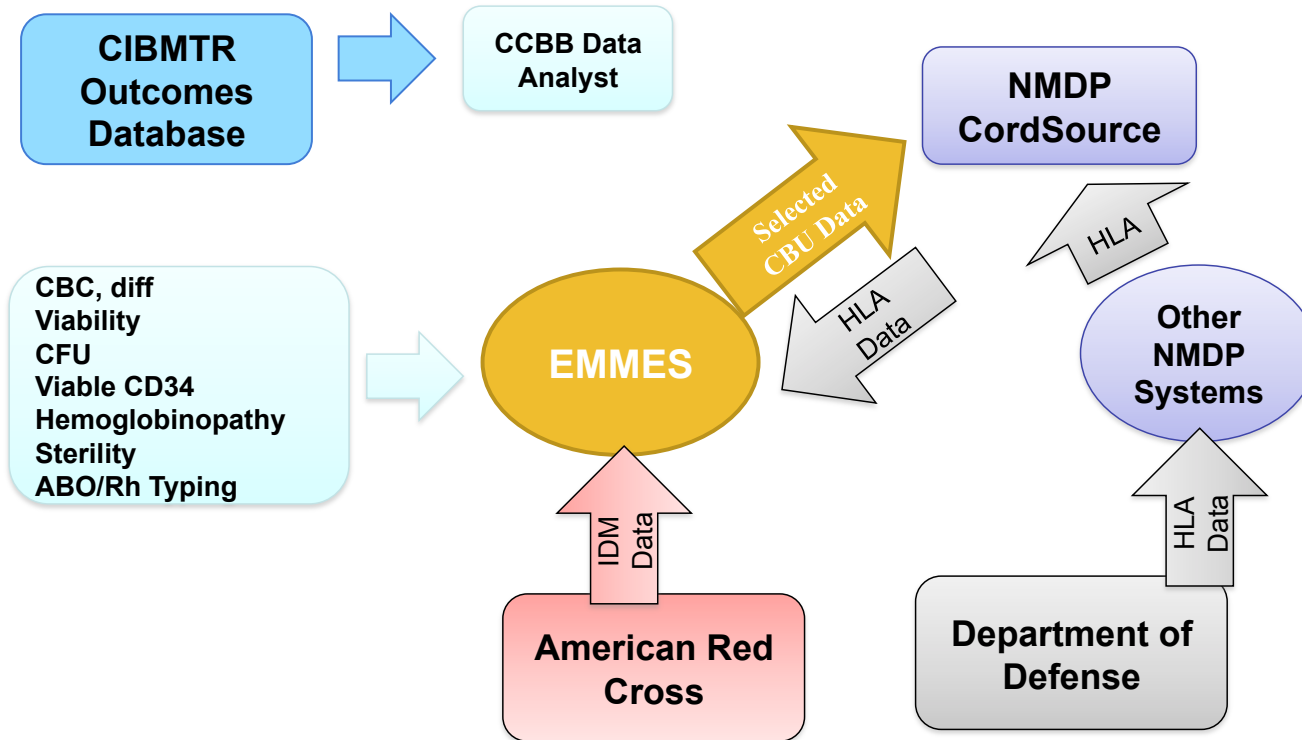 CIBMTR
Outcomes
Database
CCBB Data
Analyst
NMDP
CordSource
Selected
CBU Data
HLA
Data
HLA
CBC, diff
Viability
CFU
Viable CD34
Hemoglobinopathy
Sterility
ABO/Rh Typing
EMMES
Other
NMDP
Systems
IDM
Data
HLA
Data
American Red
Cross
Department of
Defense